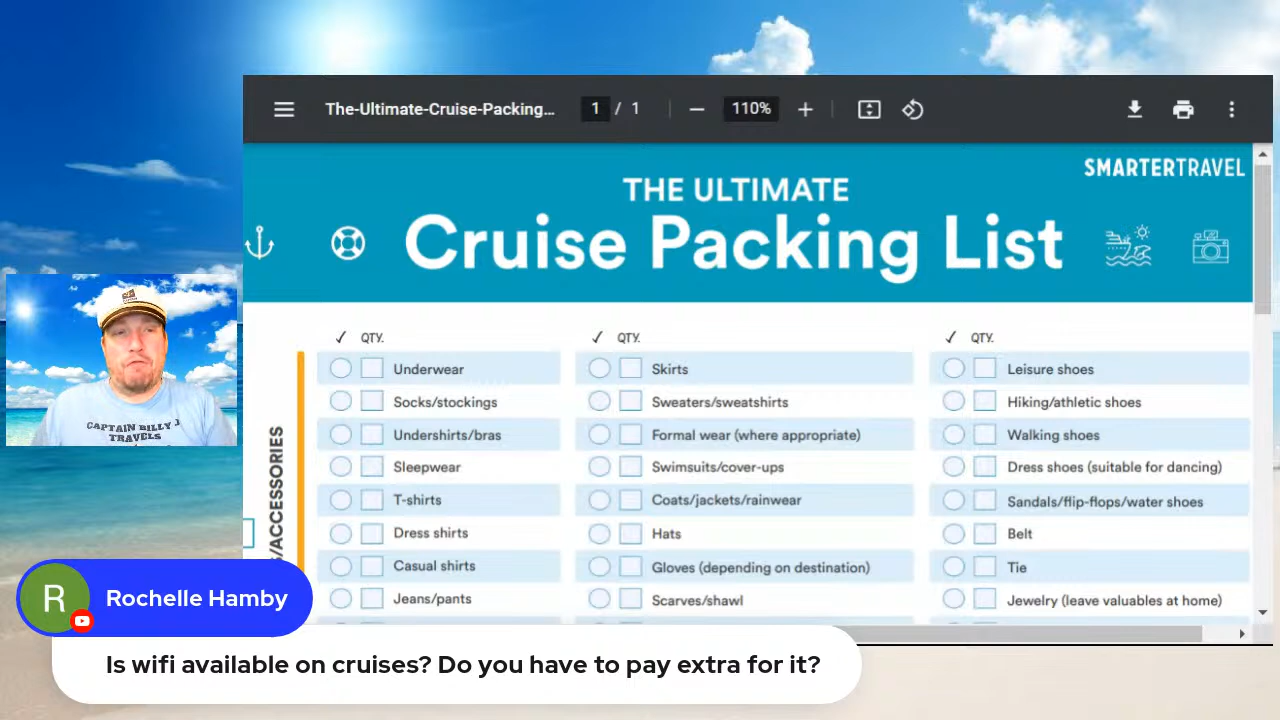 The-Ultimate-Cruise-Packing...
1 / 1
110%
SMARTERTRAVEL
THE ULTIMATE
Cruise Packing List
✓ QTY.
Underwear
Socks/stockings
Undershirts/bras
Sleepwear
T-shirts
Dress shirts
Casual shirts
Jeans/pants
✓ QTY.
Skirts
Sweaters/sweatshirts
Formal wear (where appropriate)
Swimsuits/cover-ups
Coats/jackets/rainwear
Hats
Gloves (depending on destination)
Scarves/shawl
✓ QTY.
Leisure shoes
Hiking/athletic shoes
Walking shoes
Dress shoes (suitable for dancing)
Sandals/flip-flops/water shoes
Belt
Tie
Jewelry (leave valuables at home)
/ACCESSORIES
CAPTAIN BILLY J
TRAVELS
R
Rochelle Hamby
Is wifi available on cruises? Do you have to pay extra for it?